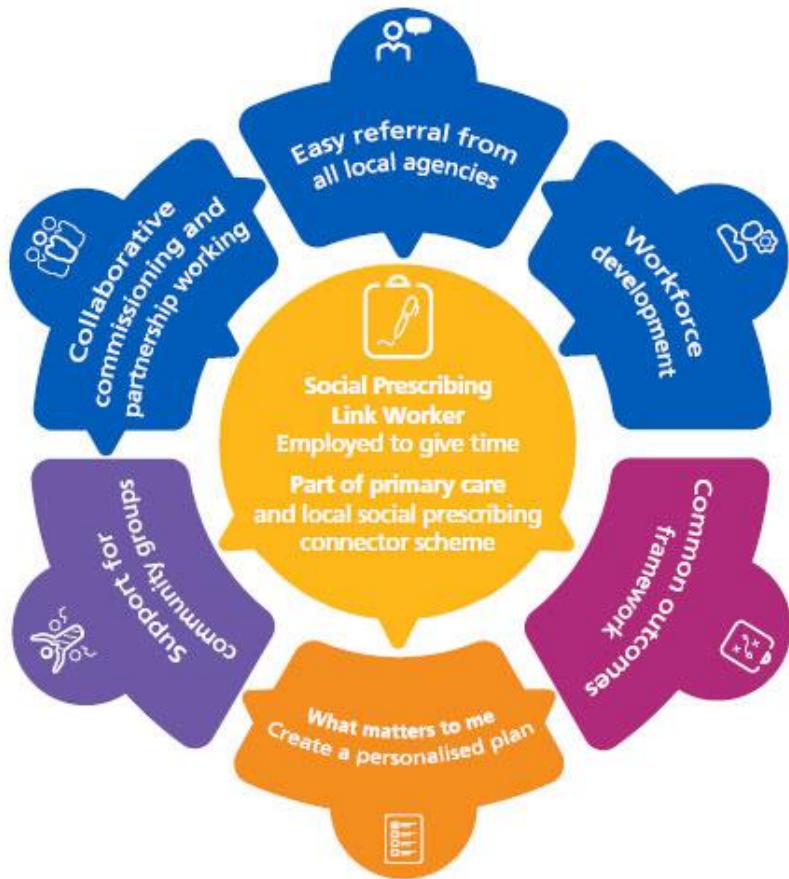 Easy referral from
all local agencies
Workforce
development
Common outcomes
framework
What matters to me
Create a personalised plan
Support for
community groups
Collaborative
commissioning and
partnership working
Social Prescribing
Link Worker
Employed to give time
Part of primary care
and local social prescribing
connector scheme